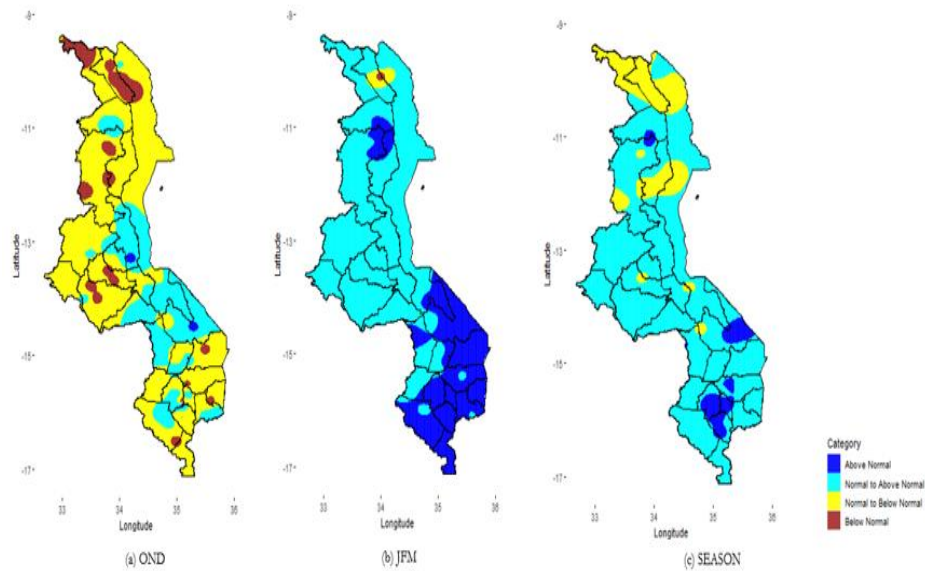 -9
-11
-13
-15
-17
Latitude
33
34
35
36
Longitude
(a) OND
-9
-11
-13
-15
-17
Latitude
33
34
35
36
Longitude
(b) JFM
-9
-11
-13
-15
-17
Latitude
33
34
35
36
Longitude
(c) SEASON
Category
Above Normal
Normal to Above Normal
Normal to Below Normal
Below Normal